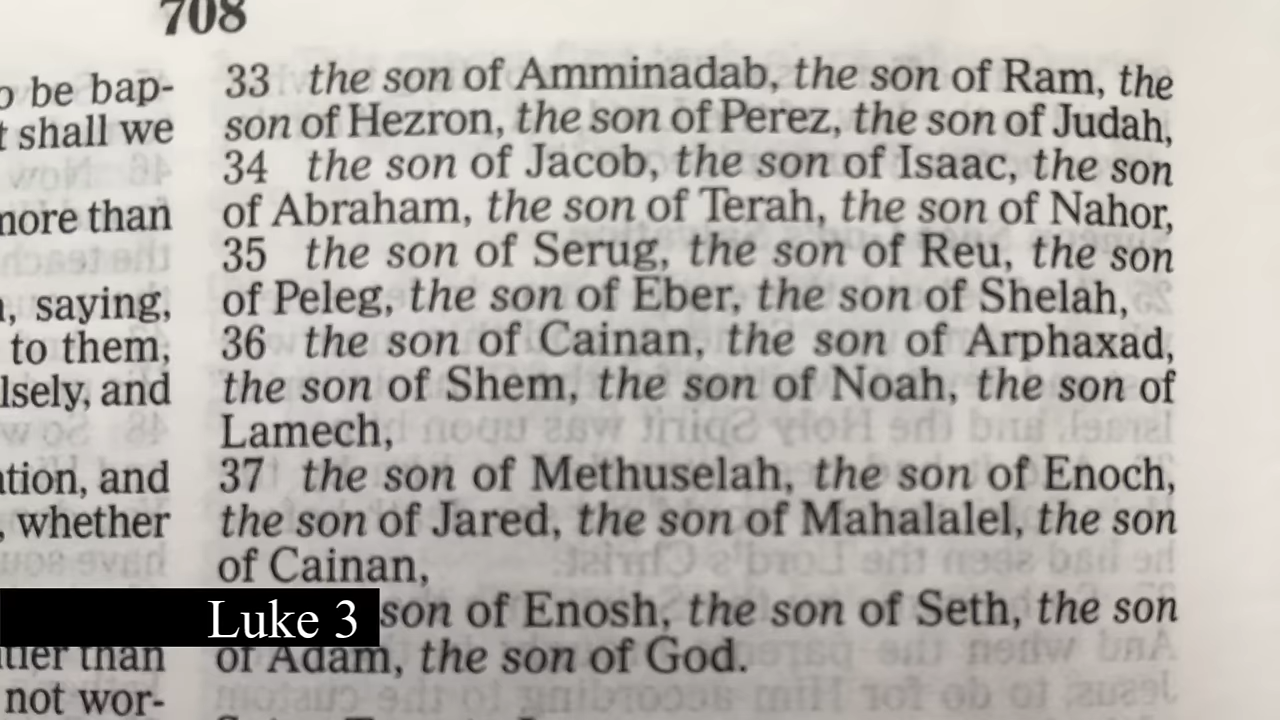 708
be bap-
shall we
more than
saying,
to them,
and
and
whether
than
not wor-
33 the son of Amminadab, the son of Ram, the
son of Hezron, the son of Perez, the son of Judah,
34 the son of Jacob, the son of Isaac, the son
of Abraham, the son of Terah, the son of Nahor,
35 the son of Serug, the son of Reu, the son
of Peleg, the son of Eber, the son of Shelah,
36 the son of Cainan, the son of Arphaxad,
the son of Shem, the son of Noah, the son of
Lamech,
37 the son of Methuselah, the son of Enoch,
the son of Jared, the son of Mahalalel, the son
of Cainan,
son of Enosh, the son of Seth, the son
of Adam, the son of God.
Luke 3